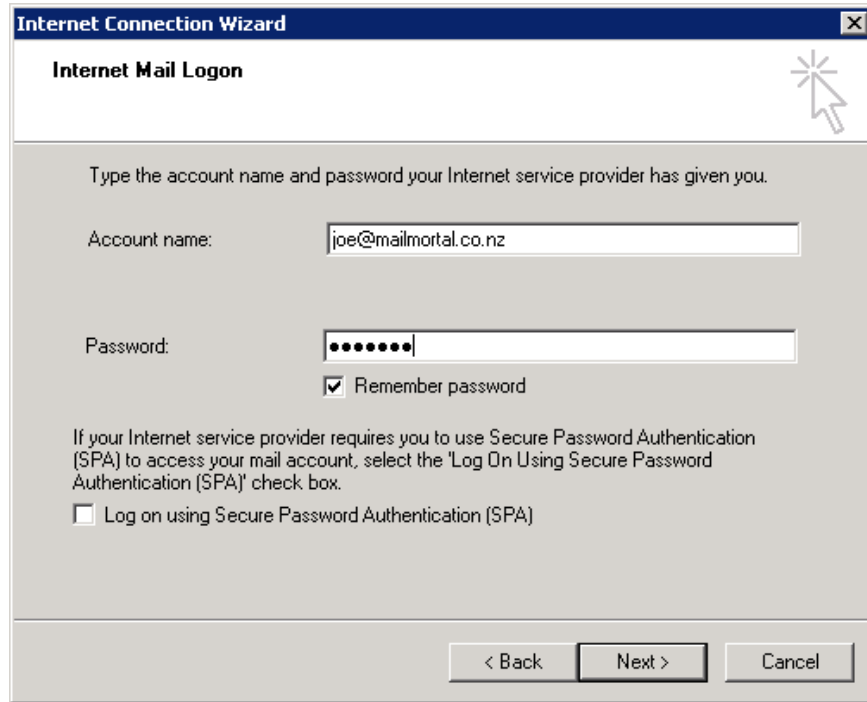 Internet Connection Wizard
Internet Mail Logon
Type the account name and password your Internet service provider has given you.
Account name:
joe@mailmortal.co.nz
Password:
•••••••
Remember password
If your Internet service provider requires you to use Secure Password Authentication
(SPA) to access your mail account, select the 'Log On Using Secure Password
Authentication (SPA)' check box.
Log on using Secure Password Authentication (SPA)
< Back
Next >
Cancel